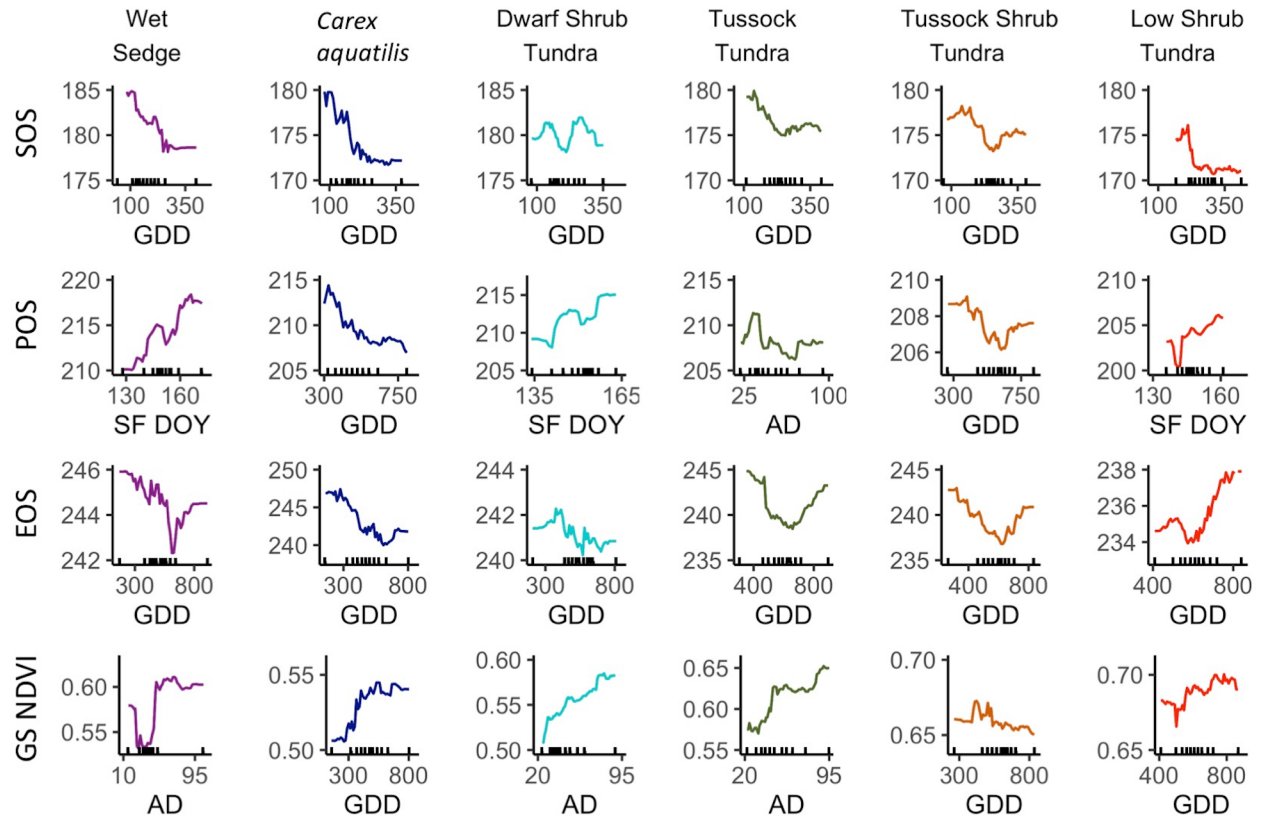 Wet Carex Dwarf Shrub Tussock Tussock Shrub Low Shrub
Sedge aquatilis Tundra Tundra Tundra Tundra
SOS
185 180 185 180 180 180
180 175 180 175 175 175
175 170 175 170 170 170
100 350 100 350 100 350 100 350 100 350 100 350
GDD GDD GDD GDD GDD GDD
POS
220 215 215 215 210 210
215 210 210 210 208 205
210 205 205 205 206 200
130 160 300 750 135 165 25 100 300 750 130 160
SF DOY GDD SF DOY AD GDD SF DOY
EOS
246 250 244 245 245 238
244 245 242 240 240 236
242 240 240 235 235 234
300 800 300 800 300 800 400 800 400 800 400 800
GDD GDD GDD GDD GDD GDD
GS NDVI
0.60 0.55 0.60 0.65 0.70 0.70
0.55 0.50 0.55 0.60 0.65 0.65
0.50 0.55
10 95 300 800 20 95 20 95 300 800 400 800
AD GDD AD AD GDD GDD